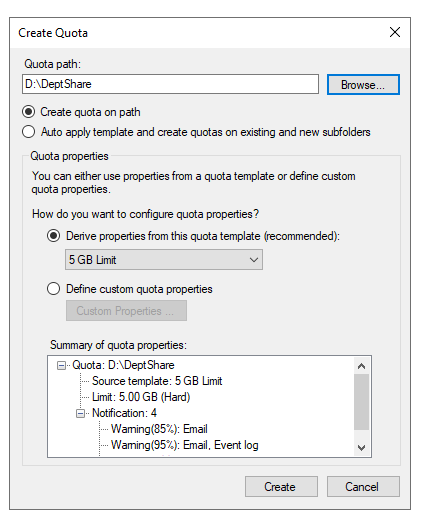 Create Quota
Quota path:
D:\DeptShare
Browse...
Create quota on path
Auto apply template and create quotas on existing and new subfolders
Quota properties
You can either use properties from a quota template or define custom
quota properties.
How do you want to configure quota properties?
Derive properties from this quota template (recommended):
5 GB Limit
Define custom quota properties
Custom Properties ...
Summary of quota properties:
Quota: D:\DeptShare
Source template: 5 GB Limit
Limit: 5.00 GB (Hard)
Notification: 4
Warning(85%): Email
Warning(95%): Email, Event log
Create
Cancel